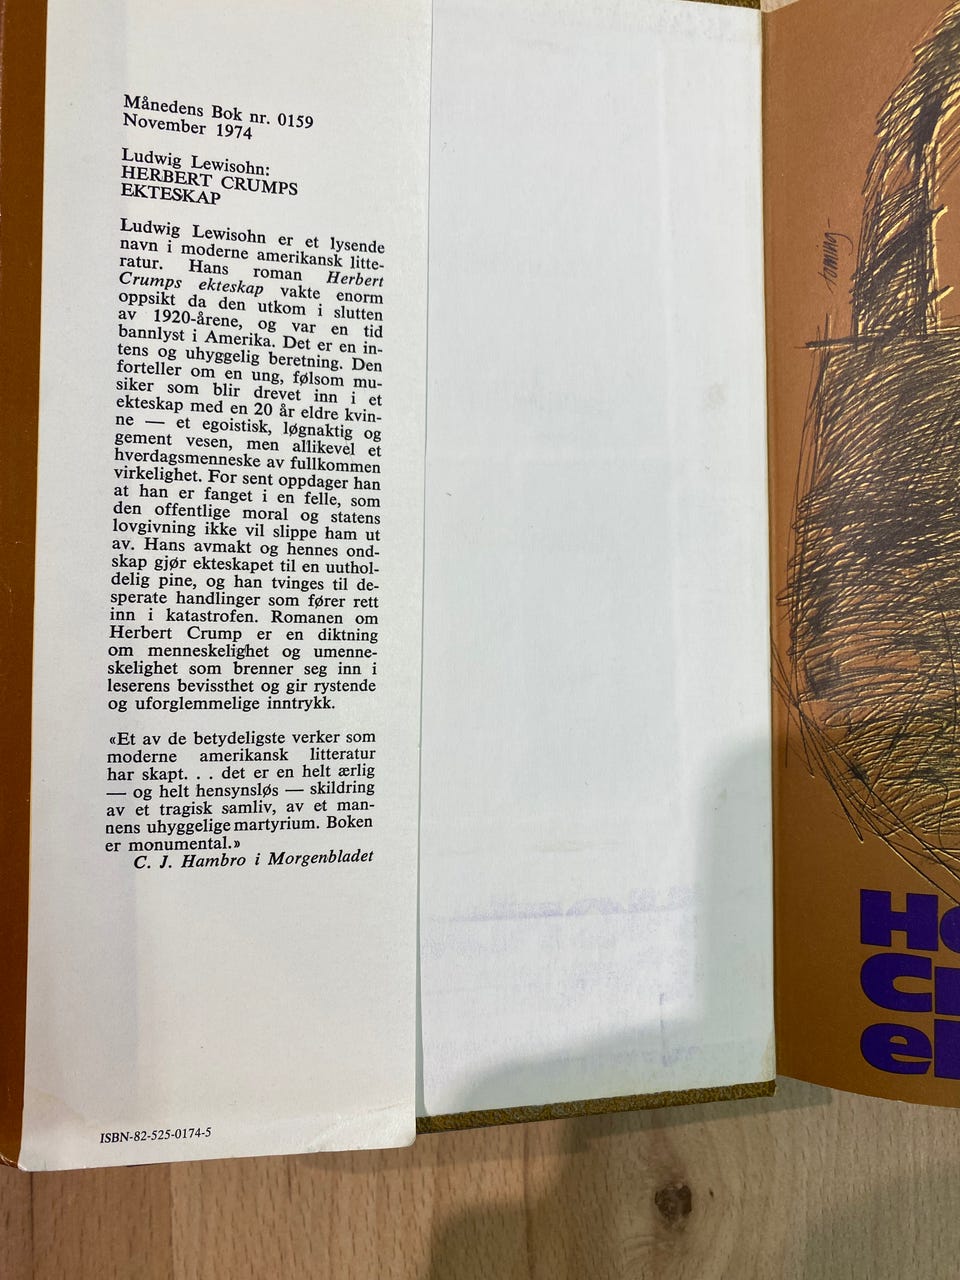 Månedens Bok nr. 0159
November 1974
Ludwig Lewisohn:
HERBERT CRUMPS
EKTESKAP
Ludwig Lewisohn er et lysende
navn i moderne amerikansk litte-
ratur. Hans roman Herbert
Crumps ekteskap vakte enorm
oppsikt da den utkom i slutten
av 1920-årene, og var en tid
bannlyst i Amerika. Det er en in-
tens og uhyggelig beretning. Den
forteller om en ung, følsom mu-
siker som blir drevet inn i et
ekteskap med en 20 år eldre kvin-
ne — et egoistisk, løgnaktig og
gement vesen, men allikevel et
hverdagsmenneske av fullkommen
virkelighet. For sent oppdager han
at han er fanget i en felle, som
den offentlige moral og statens
lovgivning ikke vil slippe ham ut
av. Hans avmakt og hennes ond-
skap gjør ekteskapet til en uuthol-
delig pine, og han tvinges til de-
sperate handlinger som fører rett
inn i katastrofen. Romanen om
Herbert Crump er en diktning
om menneskelighet og umenne-
skelighet som brenner seg inn i
leserens bevissthet og gir rystende
og uforglemmelige inntrykk.
«Et av de betydeligste verker som
moderne amerikansk litteratur
har skapt. . . det er en helt ærlig
— og helt hensynsløs — skildring
av et tragisk samliv, av et man-
nens uhyggelige martyrium. Boken
er monumental.»
C. J. Hambro i Morgenbladet
ISBN-82-525-0174-5
He
C
e